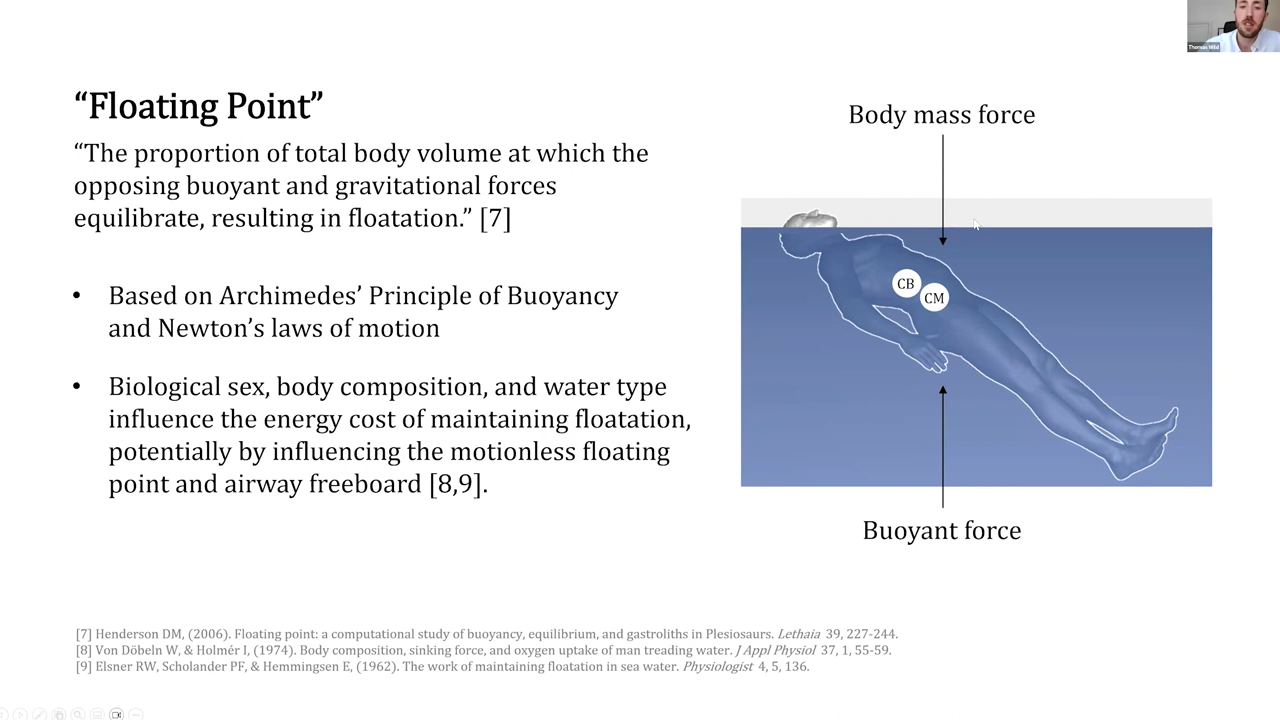 Thomas Wild
“Floating Point”
“The proportion of total body volume at which the
opposing buoyant and gravitational forces
equilibrate, resulting in floatation.” [7]
• Based on Archimedes’ Principle of Buoyancy
and Newton’s laws of motion
• Biological sex, body composition, and water type
influence the energy cost of maintaining floatation,
potentially by influencing the motionless floating
point and airway freeboard [8,9].
Body mass force
CB
CM
Buoyant force
[7] Henderson DM, (2006). Floating point: a computational study of buoyancy, equilibrium, and gastroliths in Plesiosaurs. Lethaia 39, 227-244.
[8] Von Döbeln W, & Holmér I, (1974). Body composition, sinking force, and oxygen uptake of man treading water. J Appl Physiol 37, 1, 55-59.
[9] Elsner RW, Scholander PF, & Hemmingsen E, (1962). The work of maintaining floatation in sea water. Physiologist 4, 5, 136.